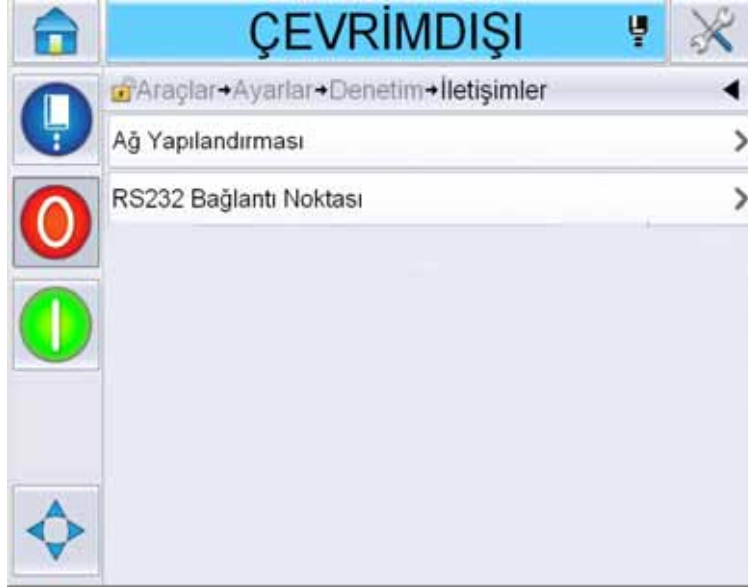 ÇEVRİMDIŞI
Araçlar→Ayarlar→Denetim→İletişimler
Ağ Yapılandırması
RS232 Bağlantı Noktası